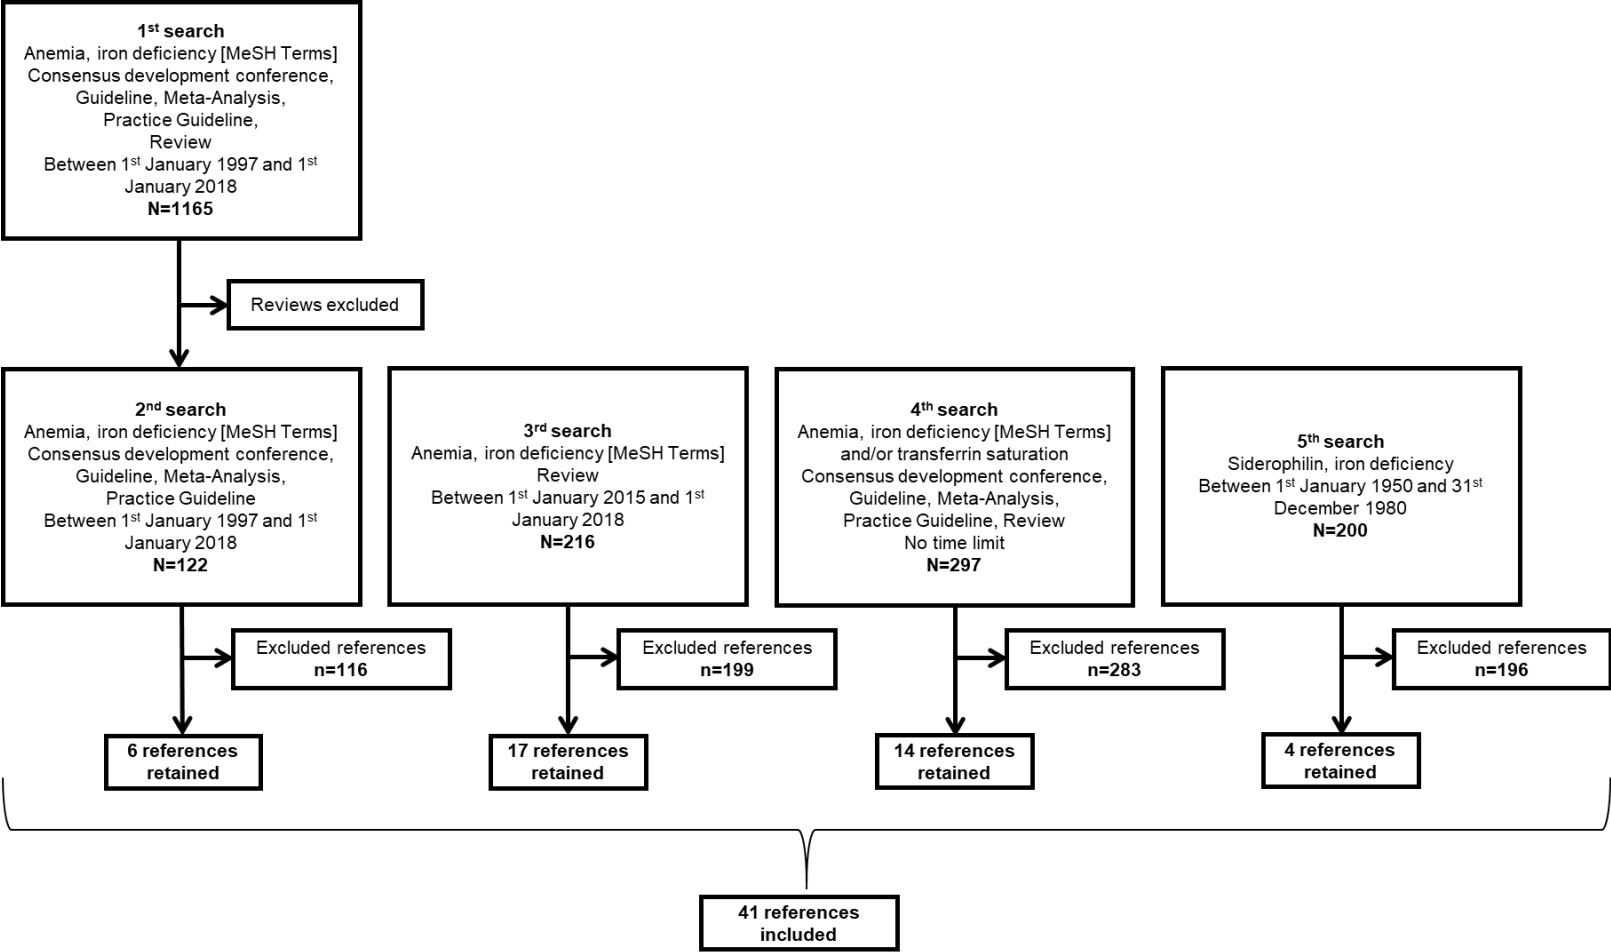 1st search
Anemia, iron deficiency [MeSH Terms]
Consensus development conference,
Guideline, Meta-Analysis,
Practice Guideline,
Review
Between 1st January 1997 and 1st
January 2018
N=1165
Reviews excluded
2nd search
Anemia, iron deficiency [MeSH Terms]
Consensus development conference,
Guideline, Meta-Analysis,
Practice Guideline
Between 1st January 1997 and 1st
January 2018
N=122
3rd search
Anemia, iron deficiency [MeSH Terms]
Review
Between 1st January 2015 and 1st
January 2018
N=216
4th search
Anemia, iron deficiency [MeSH Terms]
and/or transferrin saturation
Consensus development conference,
Guideline, Meta-Analysis,
Practice Guideline, Review
No time limit
N=297
5th search
Siderophilin, iron deficiency
Between 1st January 1950 and 31st
December 1980
N=200
Excluded references
n=116
Excluded references
n=199
Excluded references
n=283
Excluded references
n=196
6 references
retained
17 references
retained
14 references
retained
4 references
retained
41 references
included